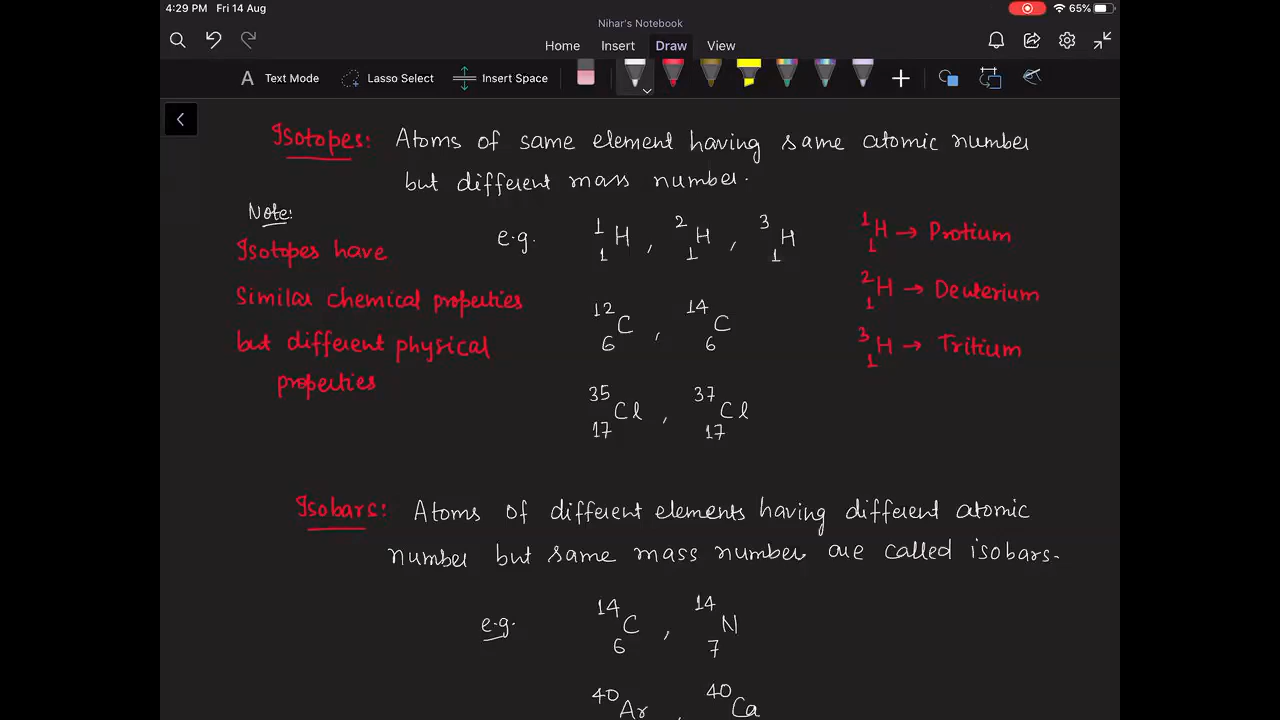 4:29 PM Fri 14 Aug
65%
Nihar's Notebook
Home Insert Draw View
A Text Mode Lasso Select Insert Space
Isotopes: Atoms of same element having same atomic number
but different mass number.
Note:
Isotopes have
Similar chemical properties
but different physical
properties
e.g. ¹₁H, ²₁H, ³₁H
¹²₆C, ¹⁴₆C
³⁵₁₇Cl, ³⁷₁₇Cl
¹₁H → Protium
²₁H → Deuterium
³₁H → Tritium
Isobars: Atoms of different elements having different atomic
number but same mass number are called isobars.
e.g. ¹⁴₆C, ¹⁴₇N
⁴⁰Ar, ⁴⁰Ca